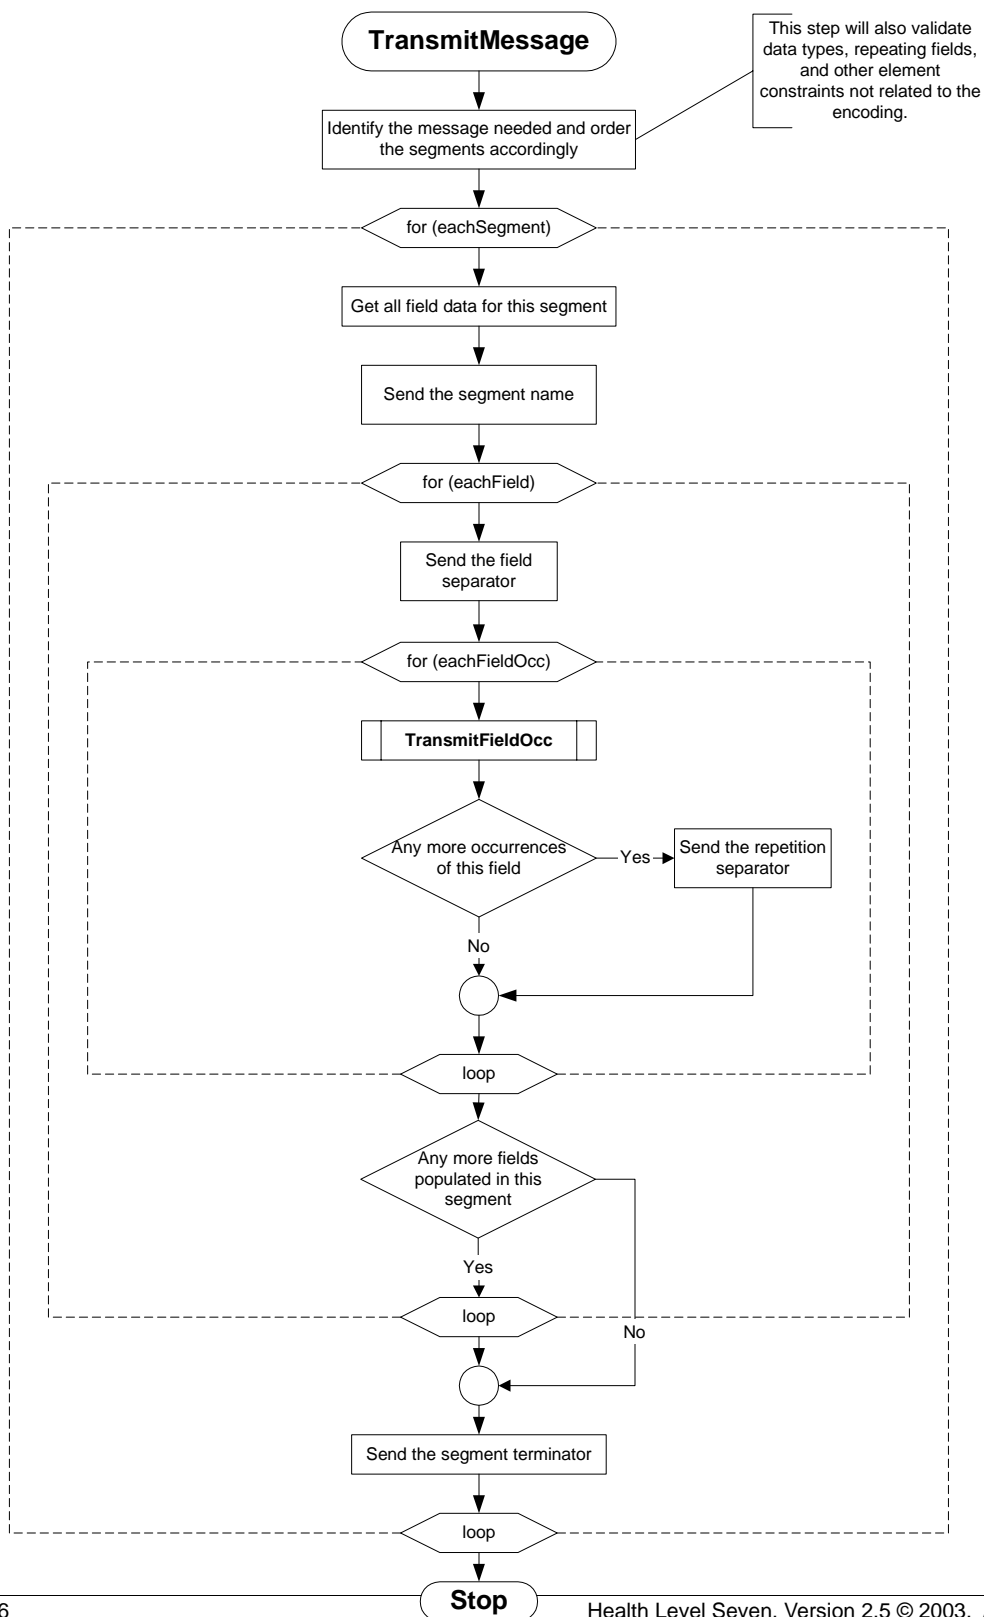 TransmitMessage
This step will also validate
data types, repeating fields,
and other element
constraints not related to the
encoding.
Identify the message needed and order
the segments accordingly
for (eachSegment)
Get all field data for this segment
Send the segment name
for (eachField)
Send the field
separator
for (eachFieldOcc)
TransmitFieldOcc
Any more occurrences
of this field
Yes
Send the repetition
separator
No
loop
Any more fields
populated in this
segment
Yes
loop
No
Send the segment terminator
loop
Stop
6
Health Level Seven, Version 2.5 © 2003.